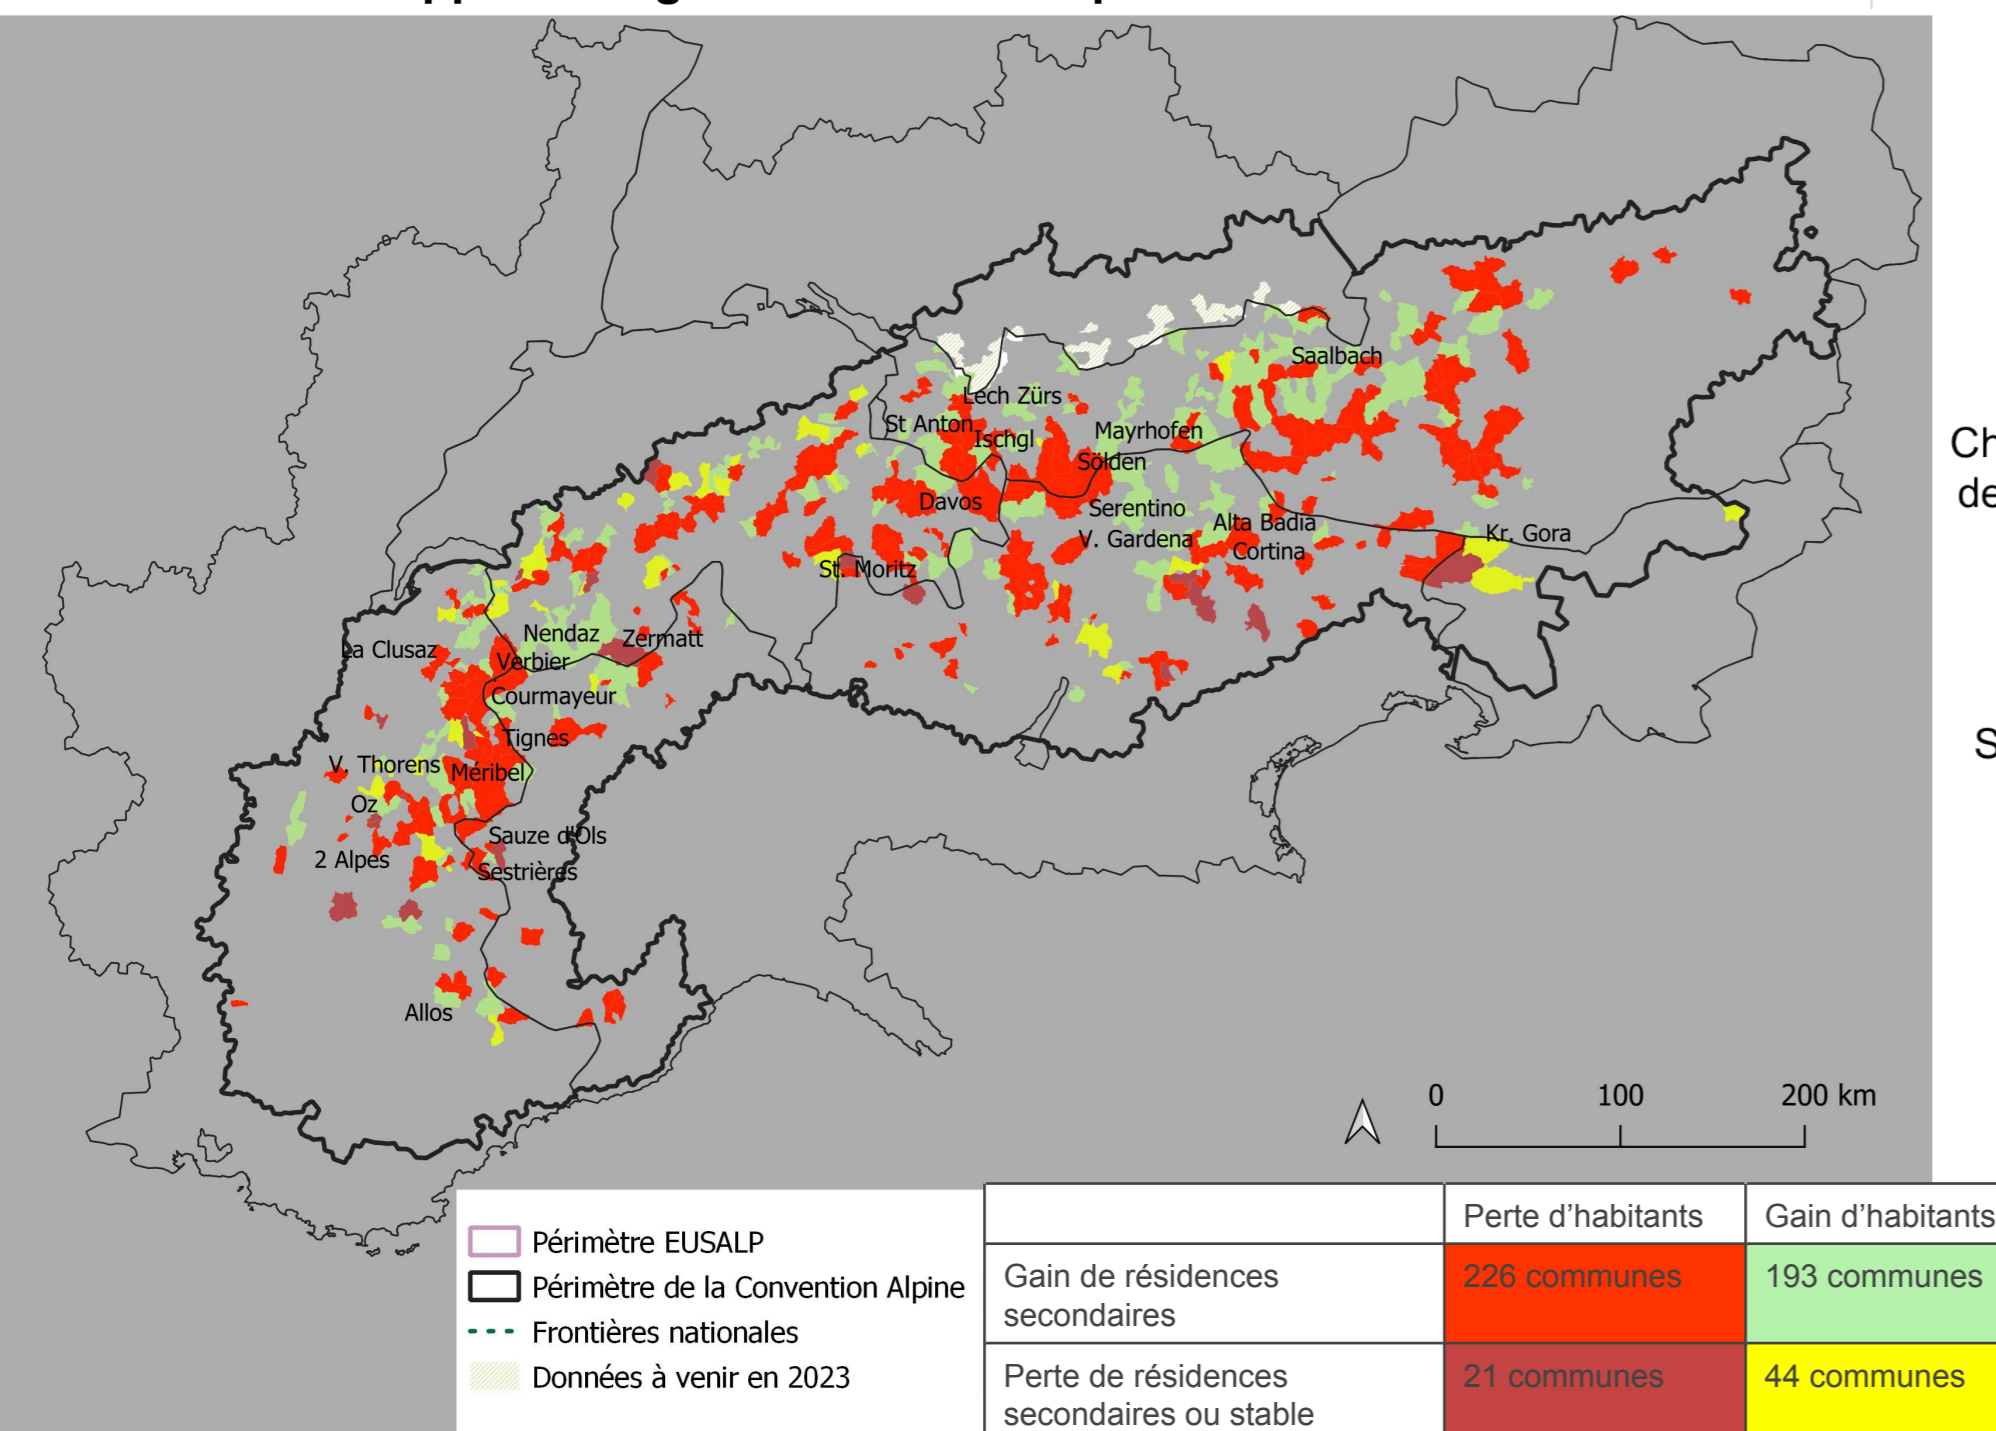 Saalbach
Lech Zürs
St Anton
Ischgl
Mayrhofen
Sölden
Davos
Serentino
Alta Badia
V. Gardena
Cortina
Kr. Gora
St. Moritz
Nendaz
Zermatt
La Clusaz
Verbier
Courmayeur
Tignes
V. Thorens
Méribel
Oz
Sauze d'Ols
2 Alpes
Sestrières
Allos
0 100 200 km
Périmètre EUSALP
Périmètre de la Convention Alpine
Frontières nationales
Données à venir en 2023
Perte d'habitants Gain d'habitants
Gain de résidences
secondaires
226 communes 193 communes
Perte de résidences
secondaires ou stable
21 communes 44 communes